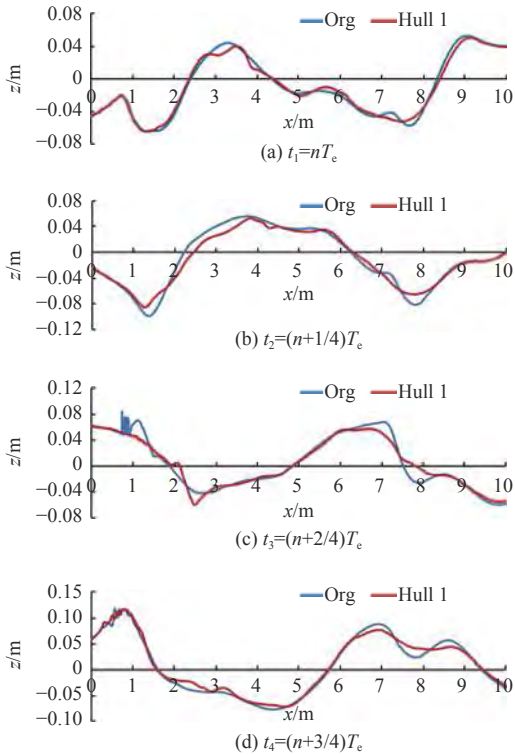 Org Hull 1
0.08
0.04
0
−0.04
−0.08
z/m
0 1 2 3 4 5 6 7 8 9 10
x/m
(a) t₁=nTₑ
Org Hull 1
0.08
0.04
0
−0.04
−0.08
−0.12
z/m
0 1 2 3 4 5 6 7 8 9 10
x/m
(b) t₂=(n+1/4)Tₑ
Org Hull 1
0.12
0.08
0.04
0
−0.04
−0.08
z/m
0 1 2 3 4 5 6 7 8 9 10
x/m
(c) t₃=(n+2/4)Tₑ
Org Hull 1
0.15
0.10
0.05
0
−0.05
−0.10
z/m
0 1 2 3 4 5 6 7 8 9 10
x/m
(d) t₄=(n+3/4)Tₑ